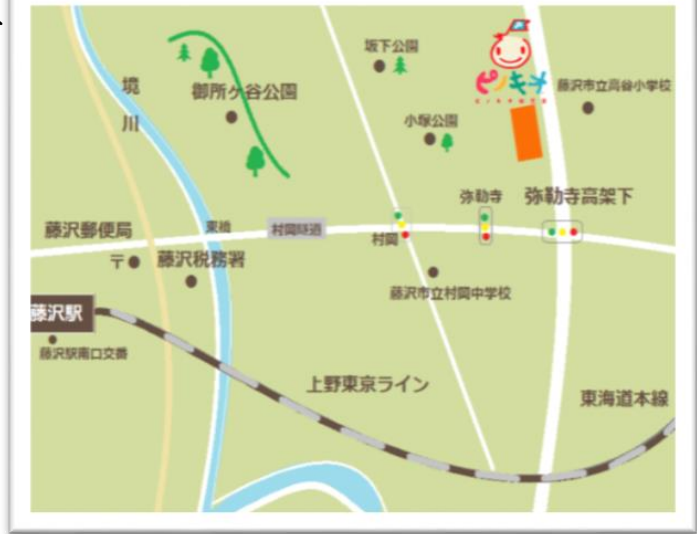 坂下公園
ピノキオ
藤沢市立高谷小学校
境川
御所ヶ谷公園
小塚公園
弥勒寺
弥勒寺高架下
藤沢郵便局
東橋
村岡隧道
村岡
〒
藤沢税務署
藤沢市立村岡中学校
藤沢駅
藤沢駅南口交番
上野東京ライン
東海道本線